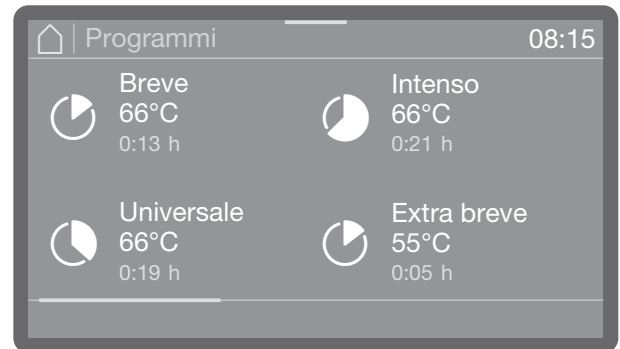 Programmi
08:15
Breve
66°C
0:13 h
Intenso
66°C
0:21 h
Universale
66°C
0:19 h
Extra breve
55°C
0:05 h